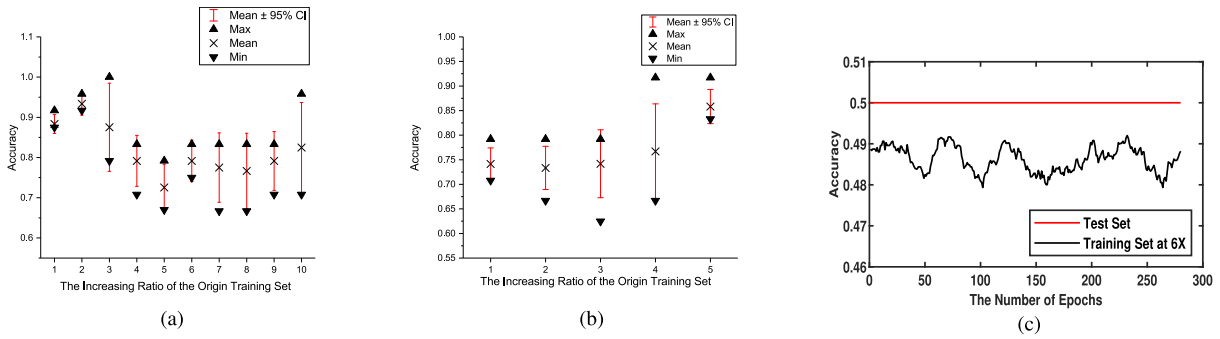 Mean ± 95% CI
Max
Mean
Min
1.1
1.0
0.9
0.8
0.7
0.6
Accuracy
1 2 3 4 5 6 7 8 9 10
The Increasing Ratio of the Origin Training Set
(a)
Mean ± 95% CI
Max
Mean
Min
1.00
0.95
0.90
0.85
0.80
0.75
0.70
0.65
0.60
0.55
Accuracy
1 2 3 4 5
The Increasing Ratio of the Origin Training Set
(b)
0.51
0.5
0.49
0.48
0.47
0.46
Accuracy
Test Set
Training Set at 6X
0 50 100 150 200 250 300
The Number of Epochs
(c)